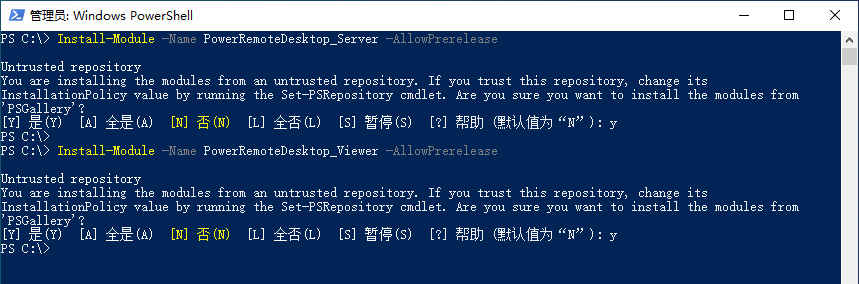 管理员: Windows PowerShell
PS C:\> Install-Module -Name PowerRemoteDesktop_Server -AllowPrerelease
Untrusted repository
You are installing the modules from an untrusted repository. If you trust this repository, change its
InstallationPolicy value by running the Set-PSRepository cmdlet. Are you sure you want to install the modules from
'PSGallery'?
[Y] 是(Y)  [A] 全是(A)  [N] 否(N)  [L] 全否(L)  [S] 暂停(S)  [?] 帮助 (默认值为“N”): y
PS C:\>
PS C:\> Install-Module -Name PowerRemoteDesktop_Viewer -AllowPrerelease
Untrusted repository
You are installing the modules from an untrusted repository. If you trust this repository, change its
InstallationPolicy value by running the Set-PSRepository cmdlet. Are you sure you want to install the modules from
'PSGallery'?
[Y] 是(Y)  [A] 全是(A)  [N] 否(N)  [L] 全否(L)  [S] 暂停(S)  [?] 帮助 (默认值为“N”): y
PS C:\>